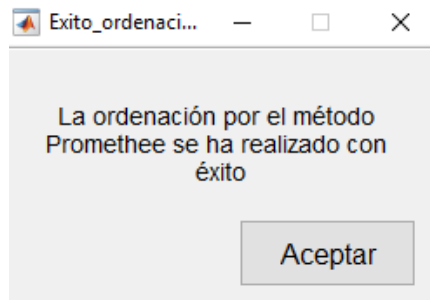 Exito_ordenaci...
La ordenación por el método
Promethee se ha realizado con
éxito
Aceptar